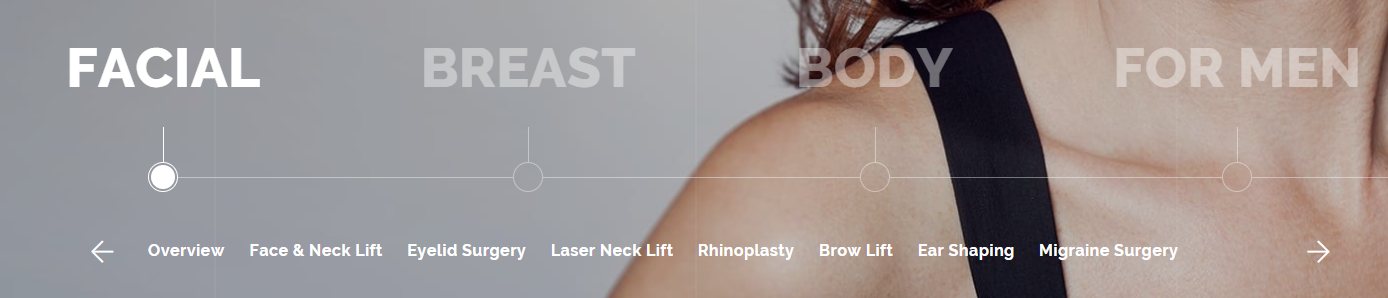 FACIAL BREAST BODY FOR MEN
Overview Face & Neck Lift Eyelid Surgery Laser Neck Lift Rhinoplasty Brow Lift Ear Shaping Migraine Surgery